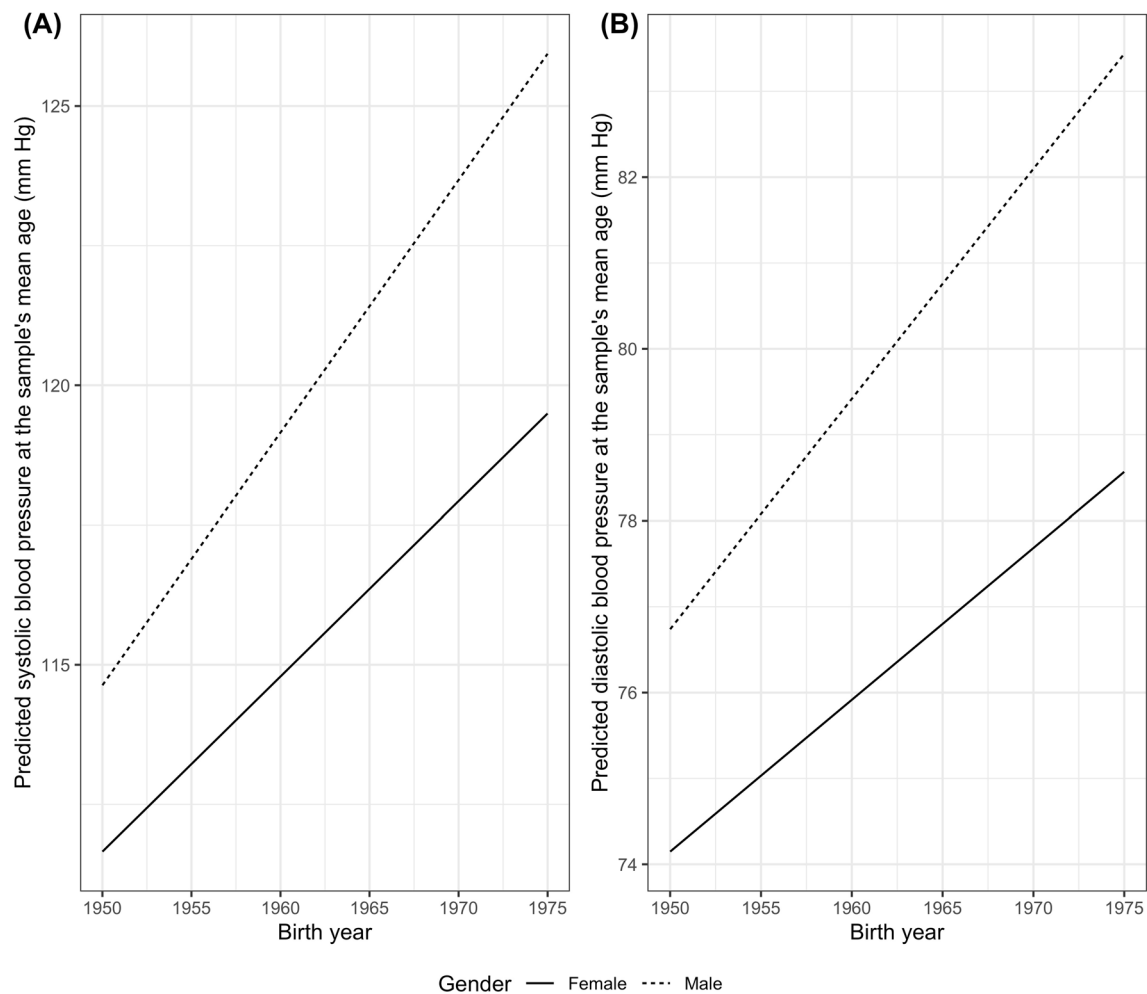 (A)
Predicted systolic blood pressure at the sample's mean age (mm Hg)
125
120
115
1950 1955 1960 1965 1970 1975
Birth year
(B)
Predicted diastolic blood pressure at the sample's mean age (mm Hg)
82
80
78
76
74
1950 1955 1960 1965 1970 1975
Birth year
Gender Female Male